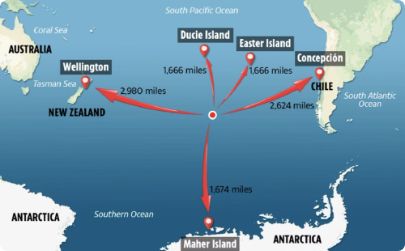 South Pacific Ocean
Coral Sea
AUSTRALIA
Ducie Island
Easter Island
Concepción
Wellington
1,666 miles
1,666 miles
Tasman Sea
2,980 miles
2,624 miles
CHILE
NEW ZEALAND
South Atlantic
Ocean
1,674 miles
ANTARCTICA
Southern Ocean
Maher Island
ANTARCTICA